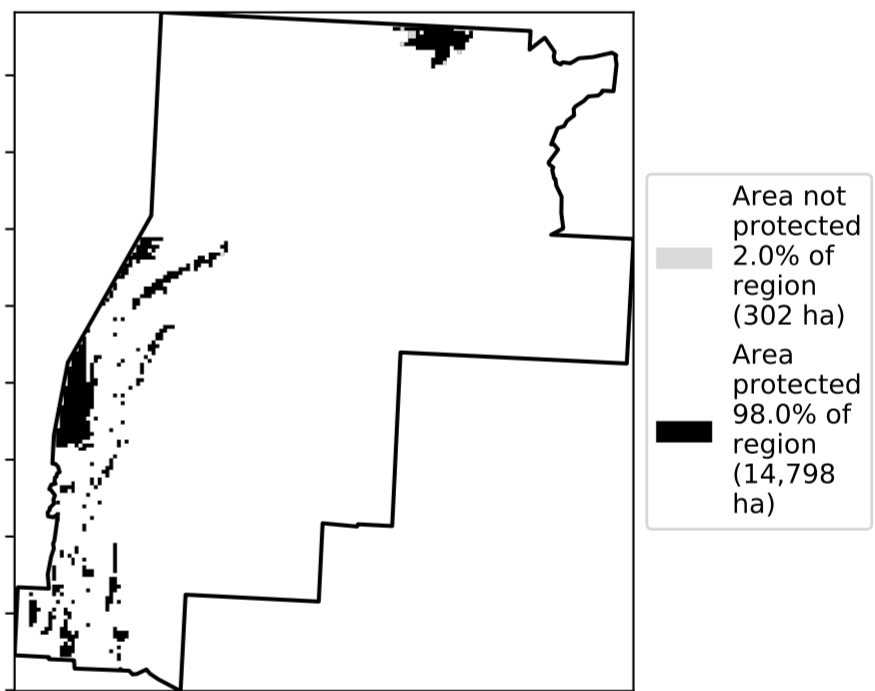 Area not
protected
2.0% of
region
(302 ha)
Area
protected
98.0% of
region
(14,798
ha)